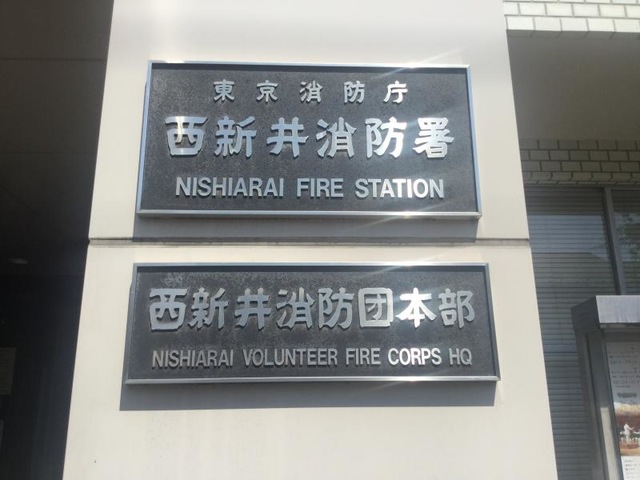 東京消防庁
西新井消防署
NISHIARAI FIRE STATION
西新井消防団本部
NISHIARAI VOLUNTEER FIRE CORPS HQ